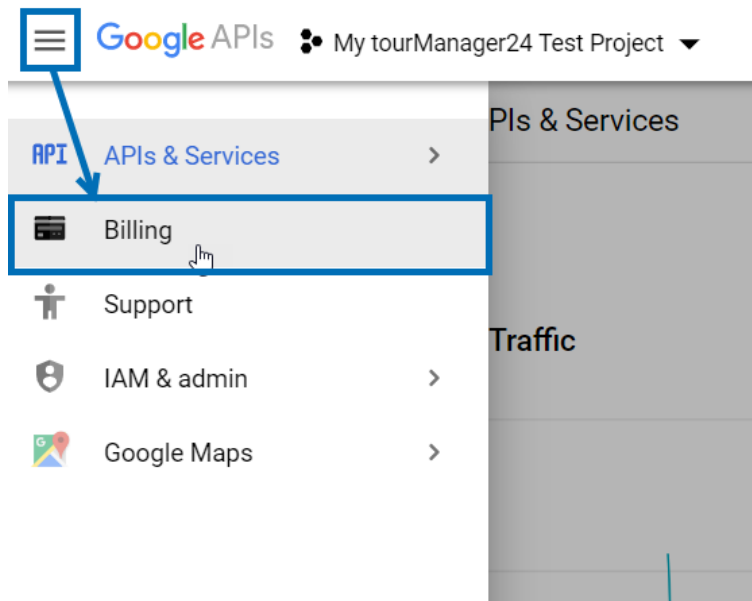 Google APIs My tourManager24 Test Project
PIs & Services
API APIs & Services
Billing
Support
Traffic
IAM & admin
G Google Maps